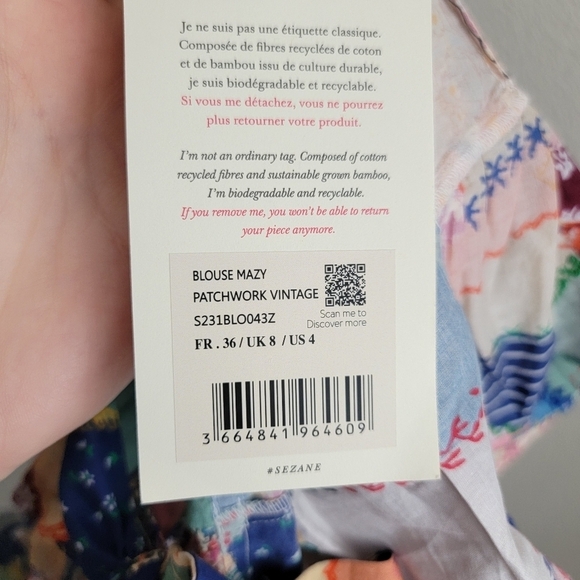 Je ne suis pas une étiquette classique.
Composée de fibres recyclées de coton
et de bambou issu de culture durable,
je suis biodégradable et recyclable.
Si vous me détachez, vous ne pourrez
plus retourner votre produit.
I'm not an ordinary tag. Composed of cotton
recycled fibres and sustainable grown bamboo,
I'm biodegradable and recyclable.
If you remove me, you won't be able to return
your piece anymore.
BLOUSE MAZY
PATCHWORK VINTAGE
S231BLO043Z
Scan me to
Discover more
FR . 36 / UK 8 / US 4
3 664841 964609
#SEZANE